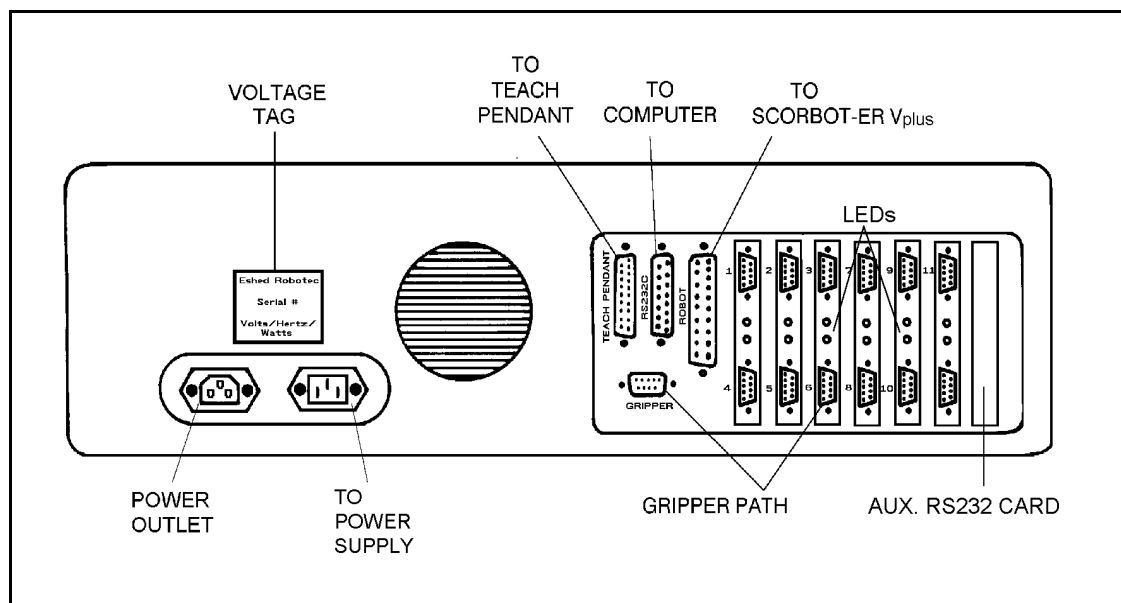 TO
TEACH
PENDANT
TO
COMPUTER
TO
SCORBOT-ER Vplus
VOLTAGE
TAG
LEDs
Eshed Robotec
Serial #
Volts/Hertz/
Watts
TEACH PENDANT
RS232C
ROBOT
1
2
3
7
9
11
4
5
6
8
10
GRIPPER
POWER
OUTLET
TO
POWER
SUPPLY
GRIPPER PATH
AUX. RS232 CARD